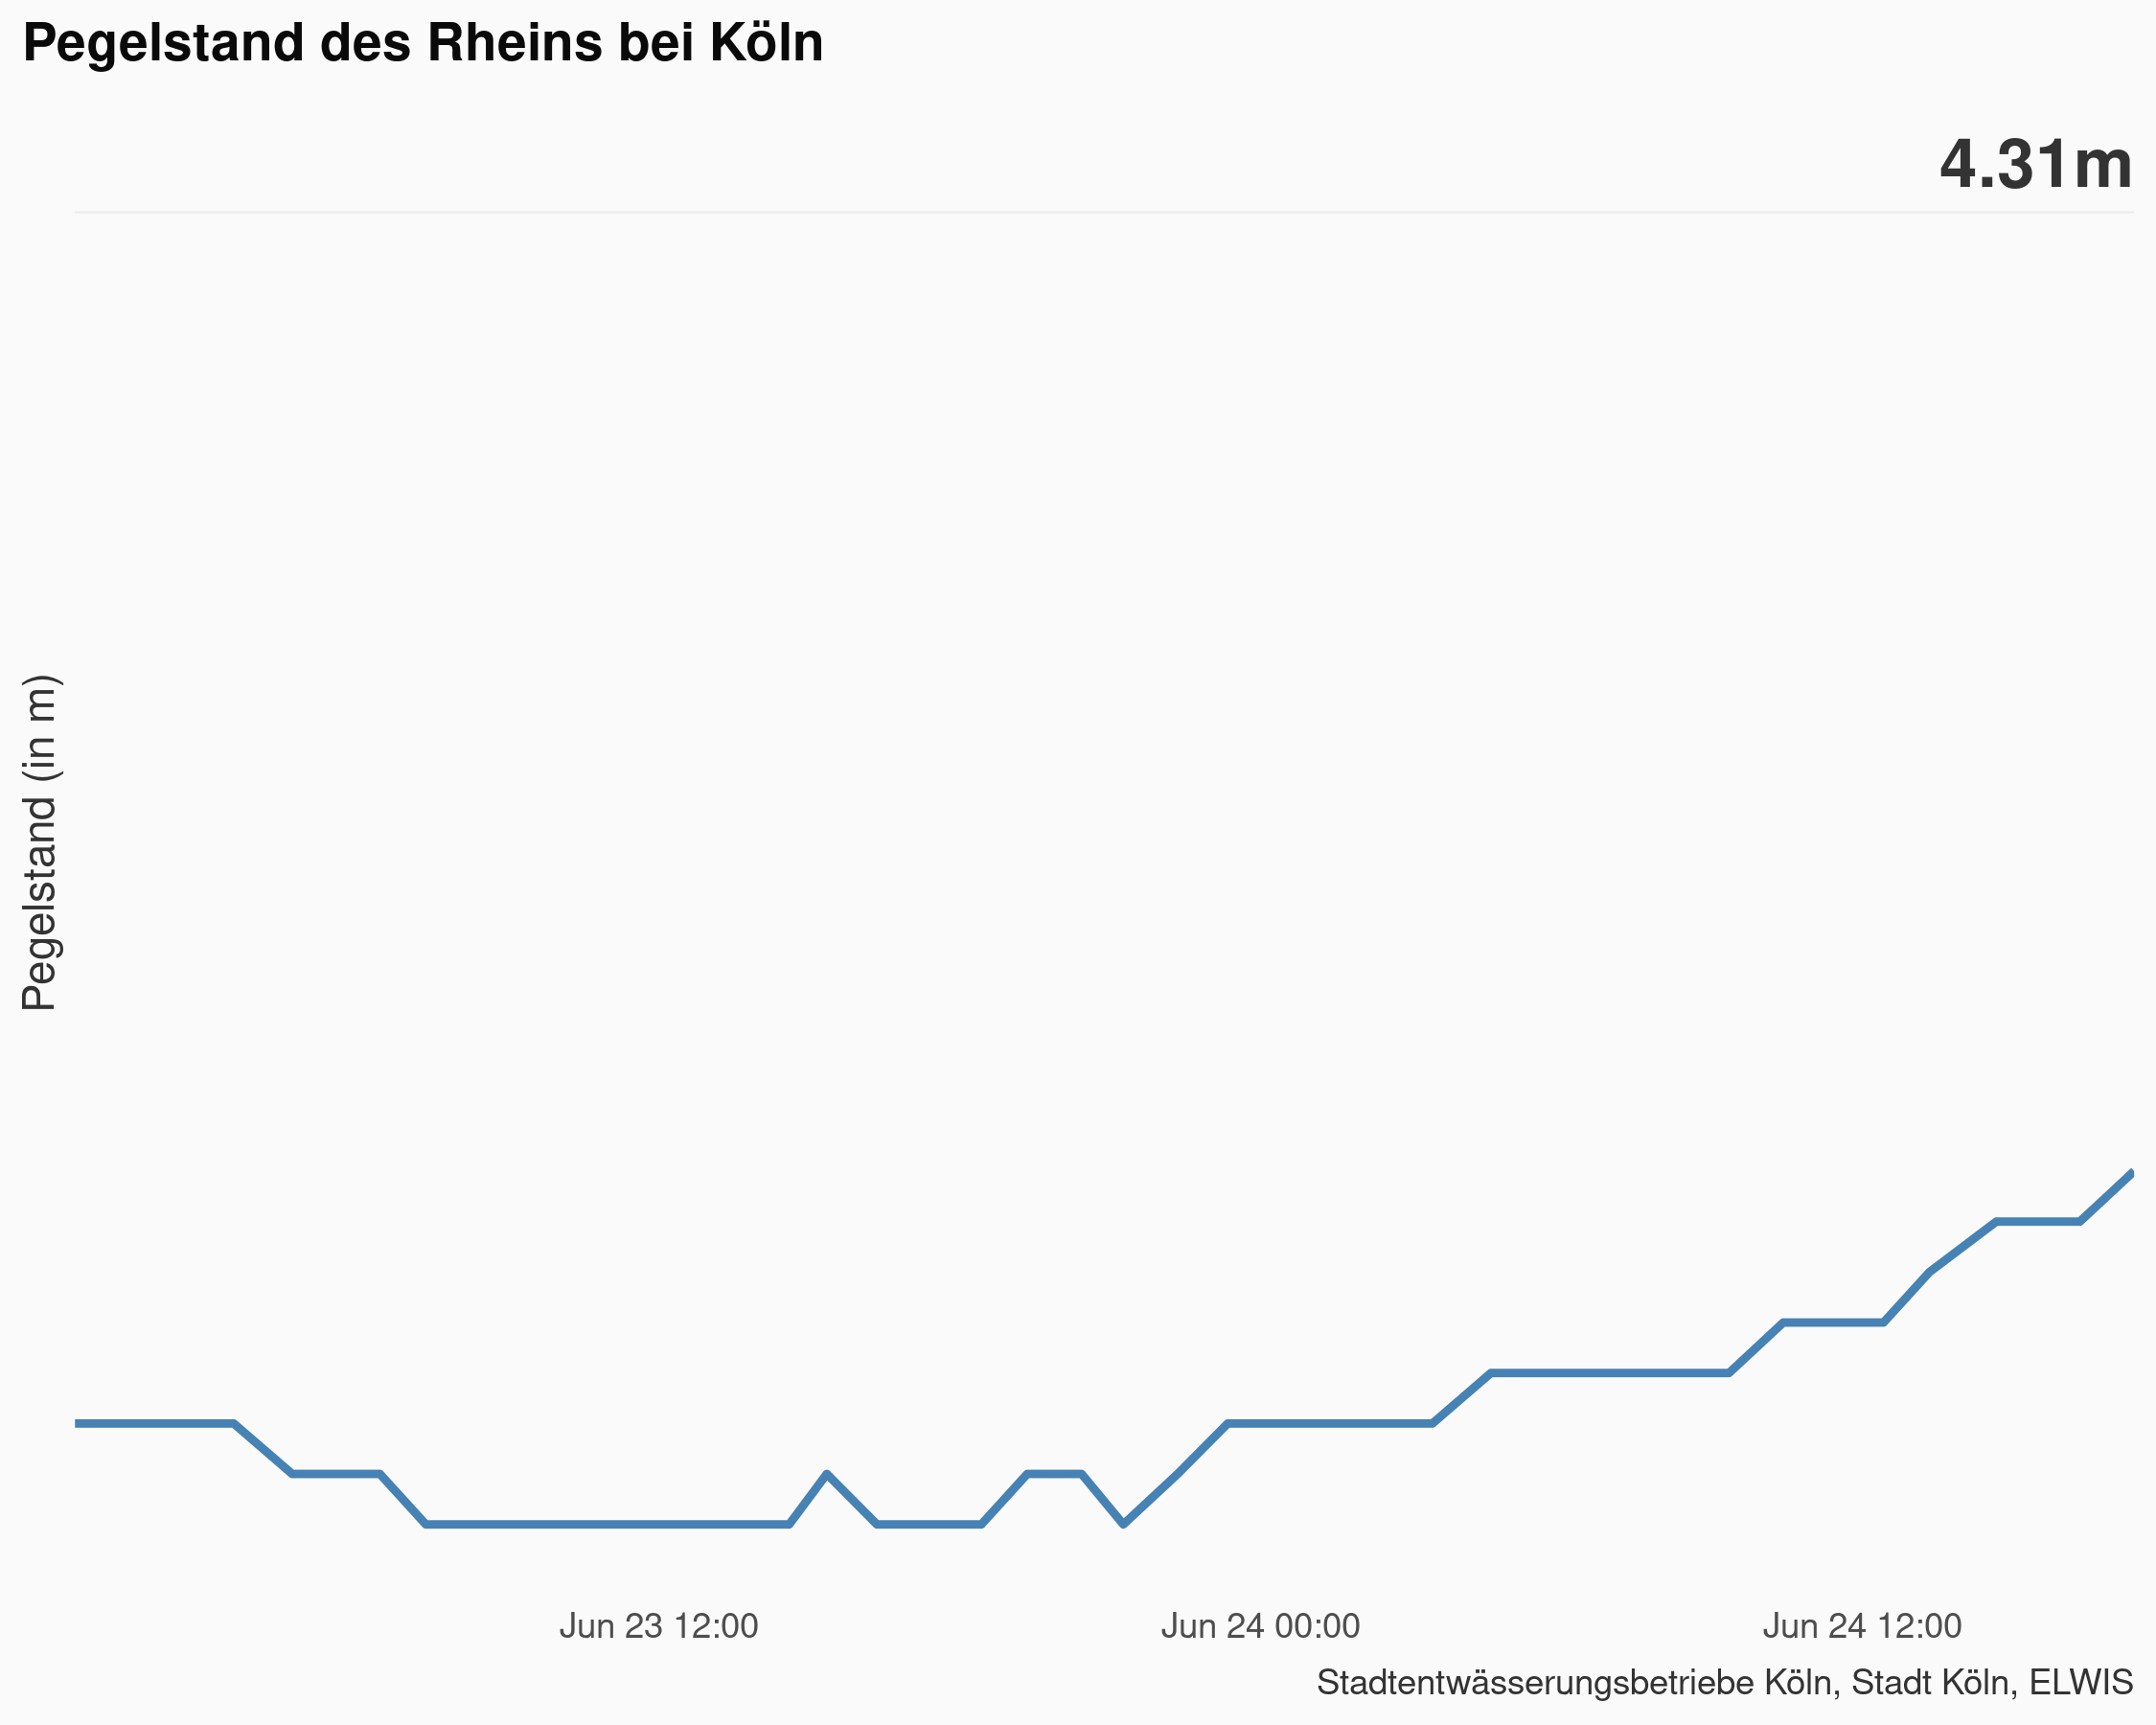 Pegelstand des Rheins bei Köln
4.31m
Pegelstand (in m)
Jun 23 12:00
Jun 24 00:00
Jun 24 12:00
Stadtentwässerungsbetriebe Köln, Stadt Köln, ELWIS